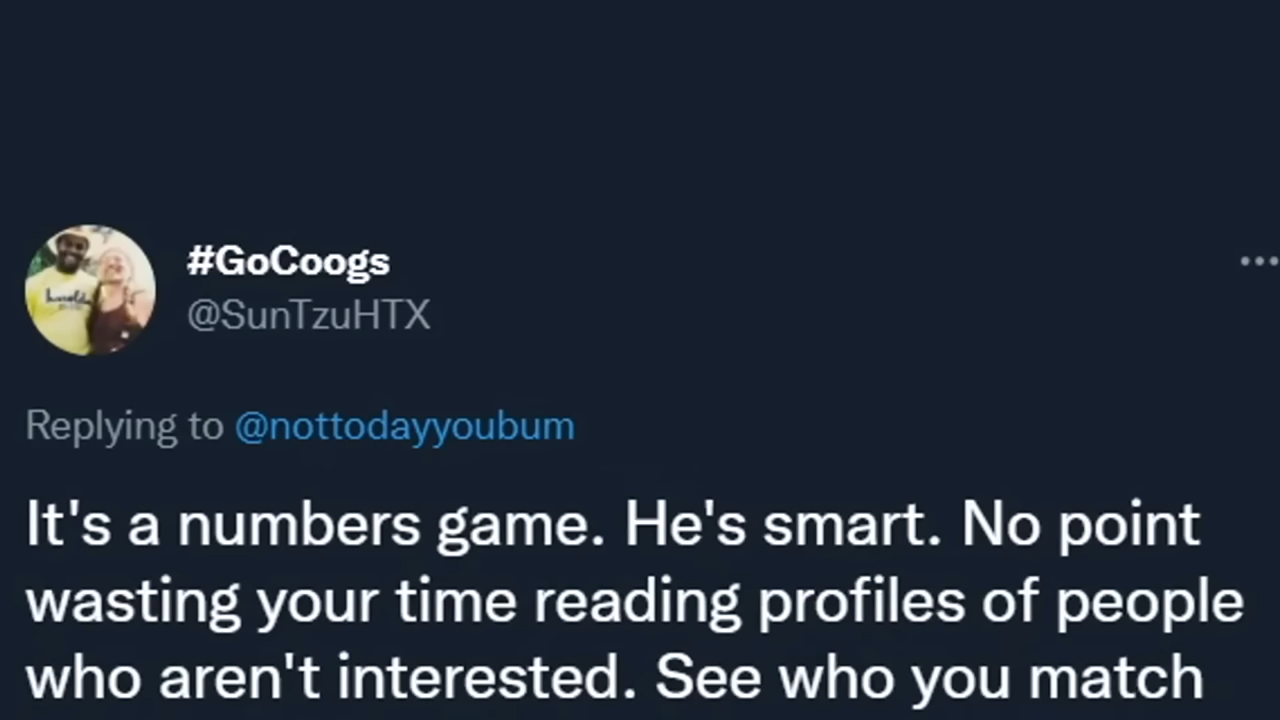 #GoCoogs
@SunTzuHTX
Replying to @nottodayyoubum
It's a numbers game. He's smart. No point
wasting your time reading profiles of people
who aren't interested. See who you match